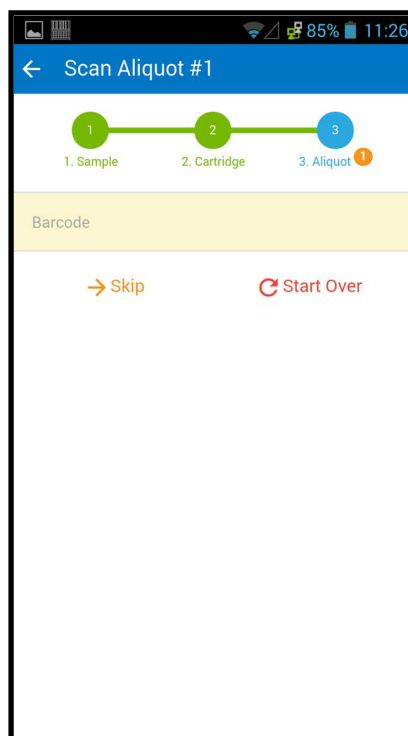 85% 11:26
Scan Aliquot #1
1 2 3
1. Sample 2. Cartridge 3. Aliquot 1
Barcode
Skip Start Over